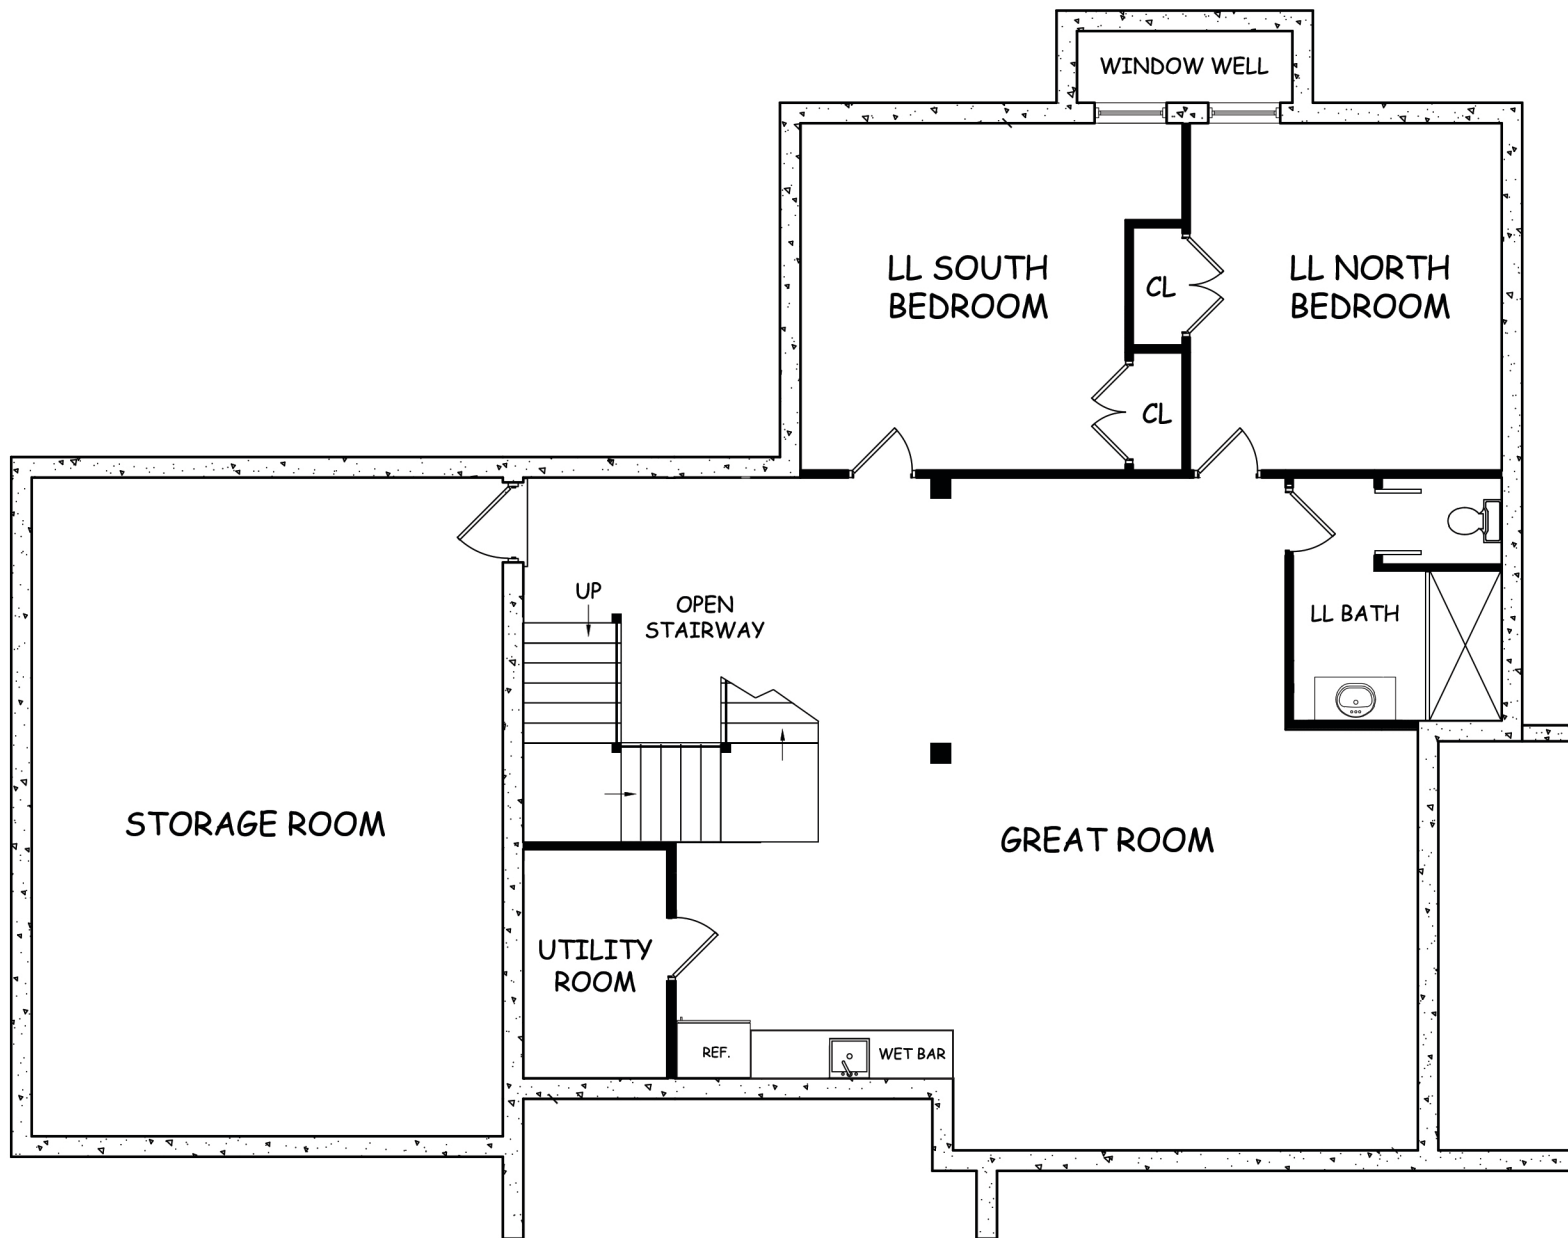 WINDOW WELL
LL SOUTH
BEDROOM
CL
LL NORTH
BEDROOM
CL
UP
OPEN
STAIRWAY
LL BATH
STORAGE ROOM
GREAT ROOM
UTILITY
ROOM
REF.
WET BAR